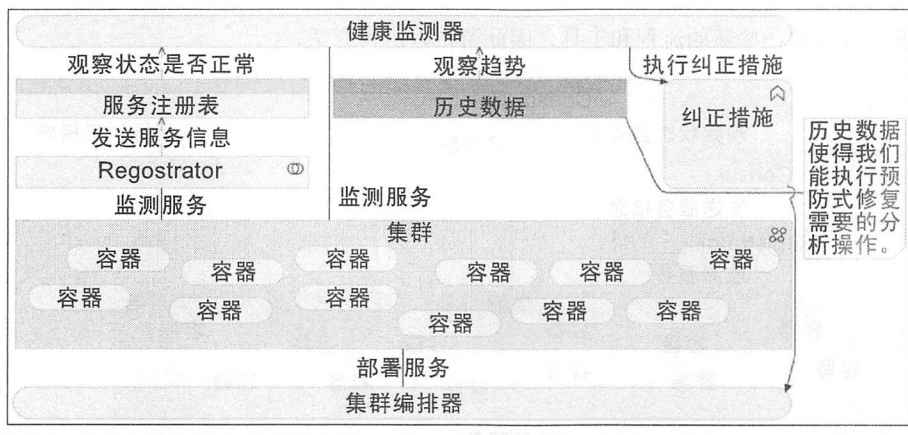 健康监测器
观察状态是否正常
观察趋势
执行纠正措施
服务注册表
历史数据
纠正措施
发送服务信息
Regostrator
历史数据
使得我们
能执行预
防式修复
需要的分
析操作。
监测服务
监测服务
集群
容器
容器
容器
容器
容器
容器
容器
容器
容器
容器
容器
容器
部署服务
集群编排器